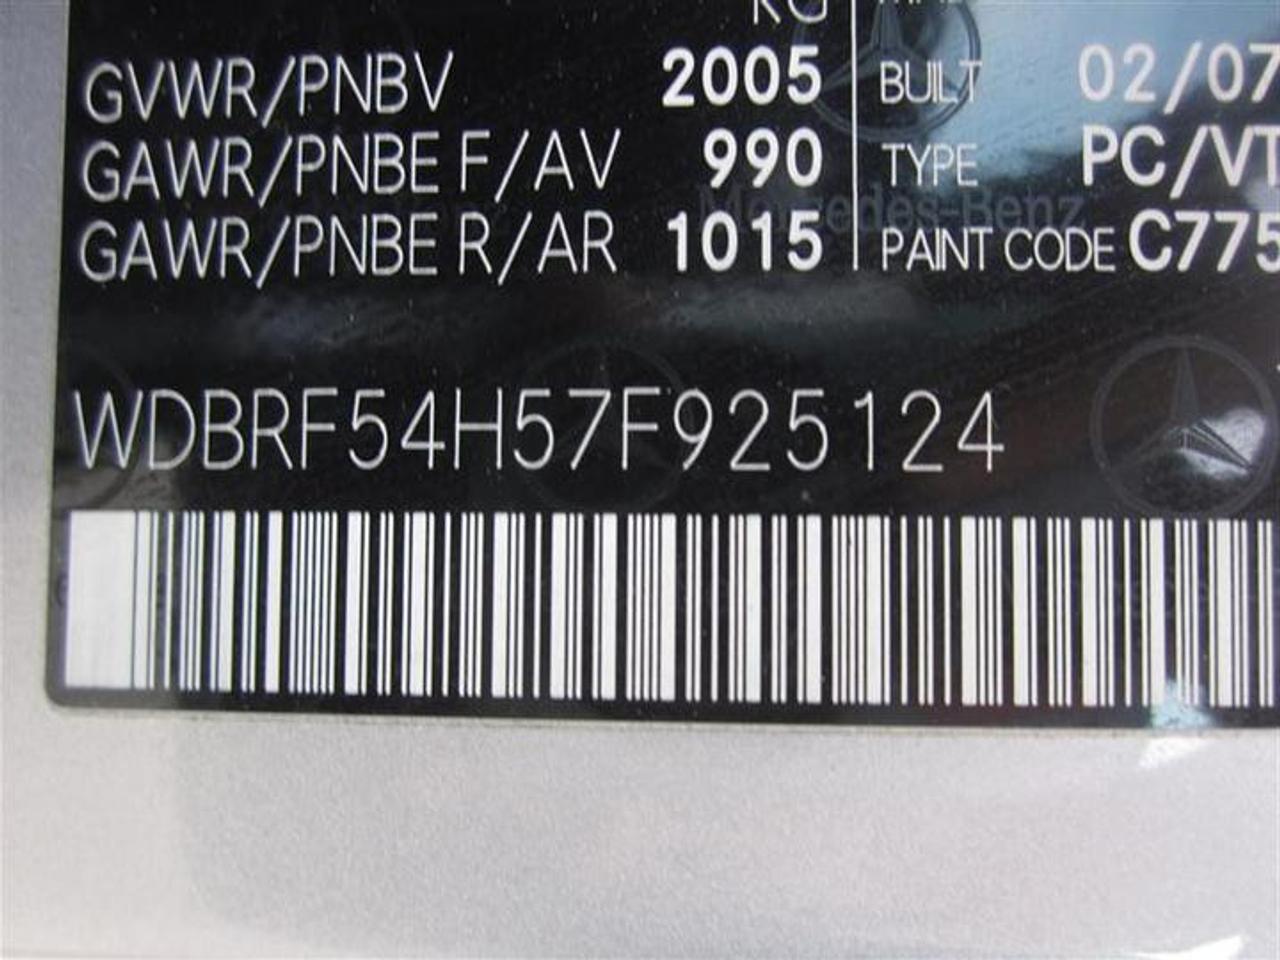 KG
GVWR/PNBV 2005 BUILT 02/07
GAWR/PNBE F/AV 990 TYPE PC/VT
GAWR/PNBE R/AR 1015 PAINT CODE C775
Mercedes-Benz
WDBRF54H57F925124